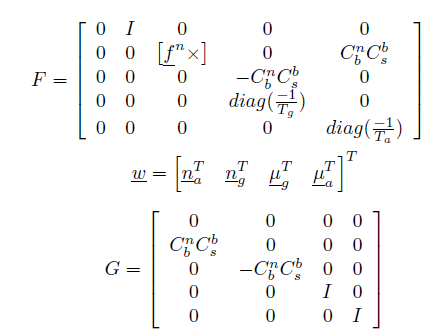 F = [ 0 I 0 0 0
0 0 [f^n ×] 0 C_b^n C_s^b
0 0 0 -C_b^n C_s^b 0
0 0 0 diag(-1/T_g) 0
0 0 0 0 diag(-1/T_a) ]
w = [ n_a^T n_g^T μ_g^T μ_a^T ]^T
G = [ 0 0 0 0
C_b^n C_s^b 0 0 0
0 -C_b^n C_s^b 0 0
0 0 I 0
0 0 0 I ]